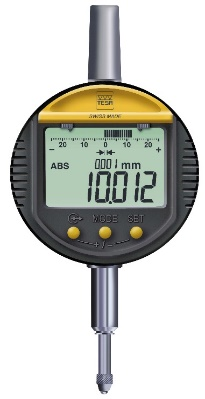 TESA
SWISS MADE
- 20 10 0 10 20 +
ABS 0.001 mm
10.012
MODE SET
+/-